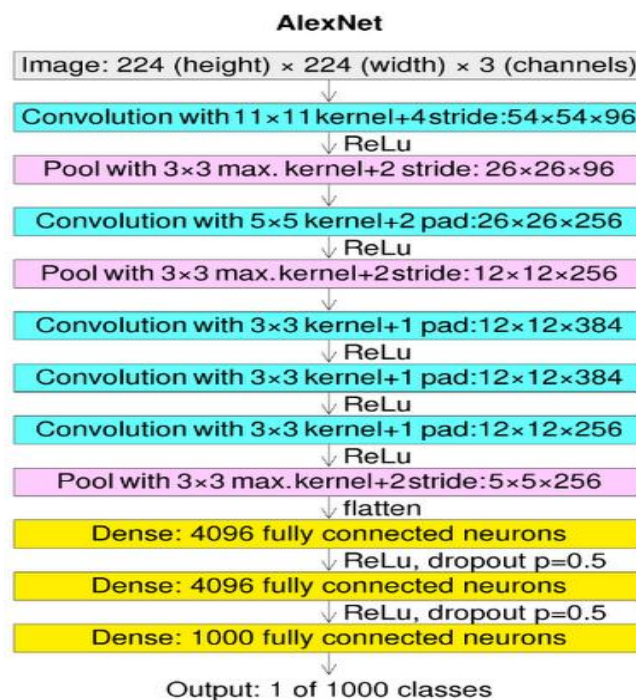 AlexNet
Image: 224 (height) × 224 (width) × 3 (channels)
Convolution with 11×11 kernel+4 stride:54×54×96
ReLu
Pool with 3×3 max. kernel+2 stride: 26×26×96
Convolution with 5×5 kernel+2 pad:26×26×256
ReLu
Pool with 3×3 max.kernel+2stride:12×12×256
Convolution with 3×3 kernel+1 pad:12×12×384
ReLu
Convolution with 3×3 kernel+1 pad:12×12×384
ReLu
Convolution with 3×3 kernel+1 pad:12×12×256
ReLu
Pool with 3×3 max.kernel+2stride:5×5×256
flatten
Dense: 4096 fully connected neurons
ReLu, dropout p=0.5
Dense: 4096 fully connected neurons
ReLu, dropout p=0.5
Dense: 1000 fully connected neurons
Output: 1 of 1000 classes